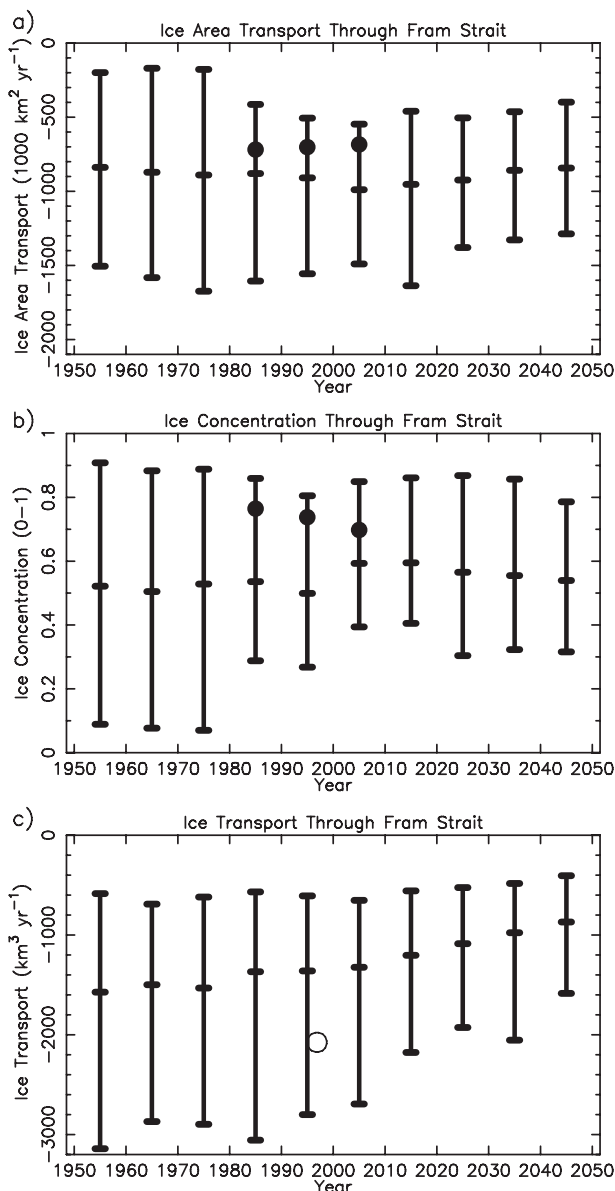 a)
Ice Area Transport Through Fram Strait
Ice Area Transport (1000 km² yr⁻¹)
0
−500
−1000
−1500
−2000
1950 1960 1970 1980 1990 2000 2010 2020 2030 2040 2050
Year
b)
Ice Concentration Through Fram Strait
Ice Concentration (0−1)
1
0.8
0.6
0.4
0.2
0
1950 1960 1970 1980 1990 2000 2010 2020 2030 2040 2050
Year
c)
Ice Transport Through Fram Strait
Ice Transport (km³ yr⁻¹)
0
−1000
−2000
−3000
1950 1960 1970 1980 1990 2000 2010 2020 2030 2040 2050
Year